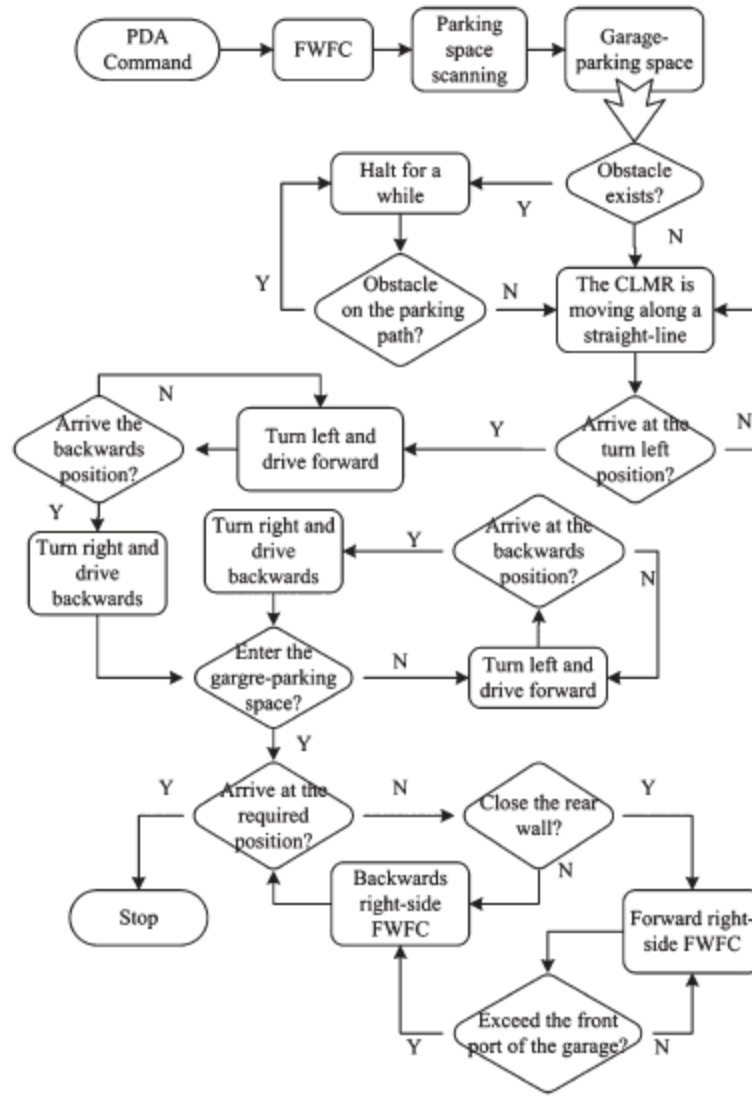 PDA
Command
FWFC
Parking
space
scanning
Garage-
parking space
Halt for a
while
Y
Obstacle
exists?
N
Y
Obstacle
on the parking
path?
N
The CLMR is
moving along a
straight-line
N
Arrive the
backwards
position?
Turn left and
drive forward
Y
Arrive at the
turn left
position?
N
Y
Turn right and
drive
backwards
Turn right and
drive
backwards
Y
Arrive at the
backwards
position?
N
Enter the
gargre-parking
space?
N
Turn left and
drive forward
Y
Y
Arrive at the
required
position?
N
Close the rear
wall?
Y
N
Stop
Backwards
right-side
FWFC
Forward right-
side FWFC
Y
Exceed the front
port of the garage?
N